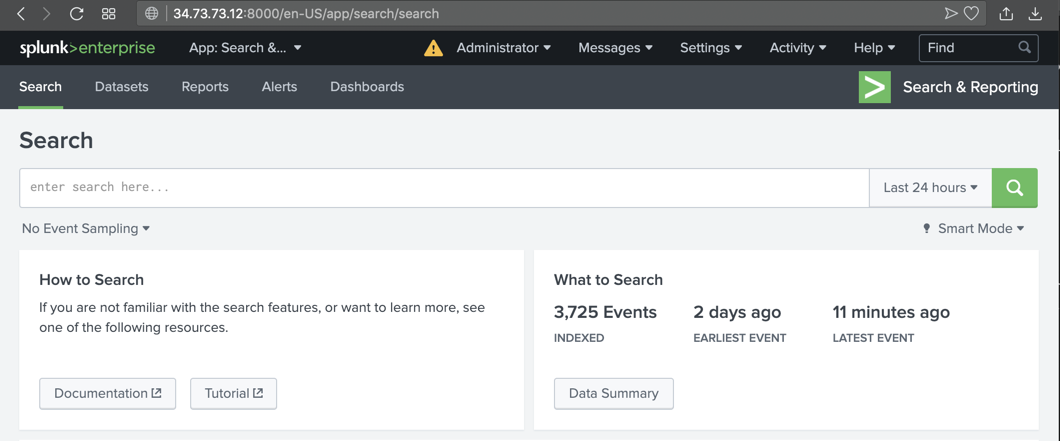 34.73.73.12:8000/en-US/app/search/search
splunk>enterprise App: Search &... Administrator Messages Settings Activity Help Find
Search Datasets Reports Alerts Dashboards > Search & Reporting
Search
enter search here... Last 24 hours
No Event Sampling Smart Mode
How to Search
If you are not familiar with the search features, or want to learn more, see
one of the following resources.
Documentation Tutorial
What to Search
3,725 Events 2 days ago 11 minutes ago
INDEXED EARLIEST EVENT LATEST EVENT
Data Summary